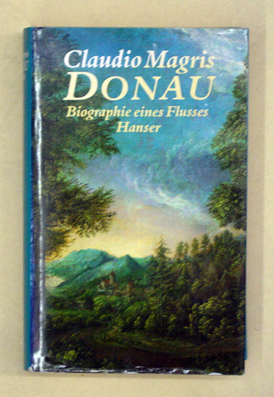 Claudio Magris
DONAU
Biographie eines Flusses
Hanser